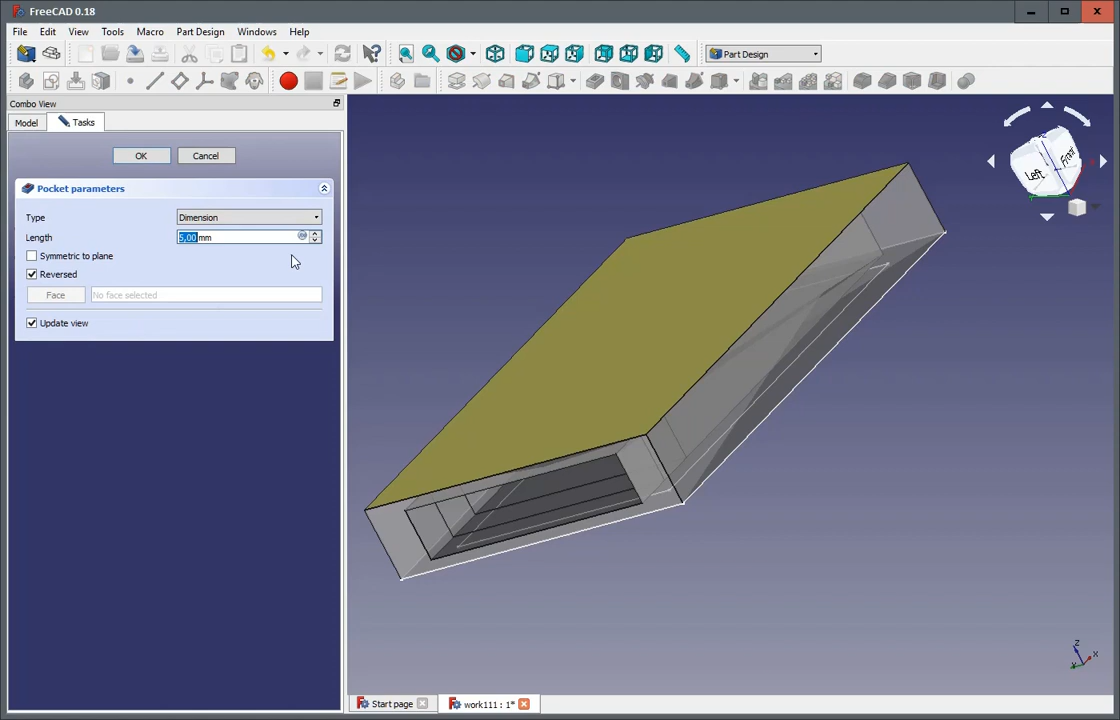 FreeCAD 0.18
File Edit View Tools Macro Part Design Windows Help
Part Design
Combo View
Model Tasks
OK Cancel
Pocket parameters
Type Dimension
Length 5,00 mm
Symmetric to plane
Reversed
Face No face selected
Update view
Left Front
Z
X
Y
Start page work111 : 1*